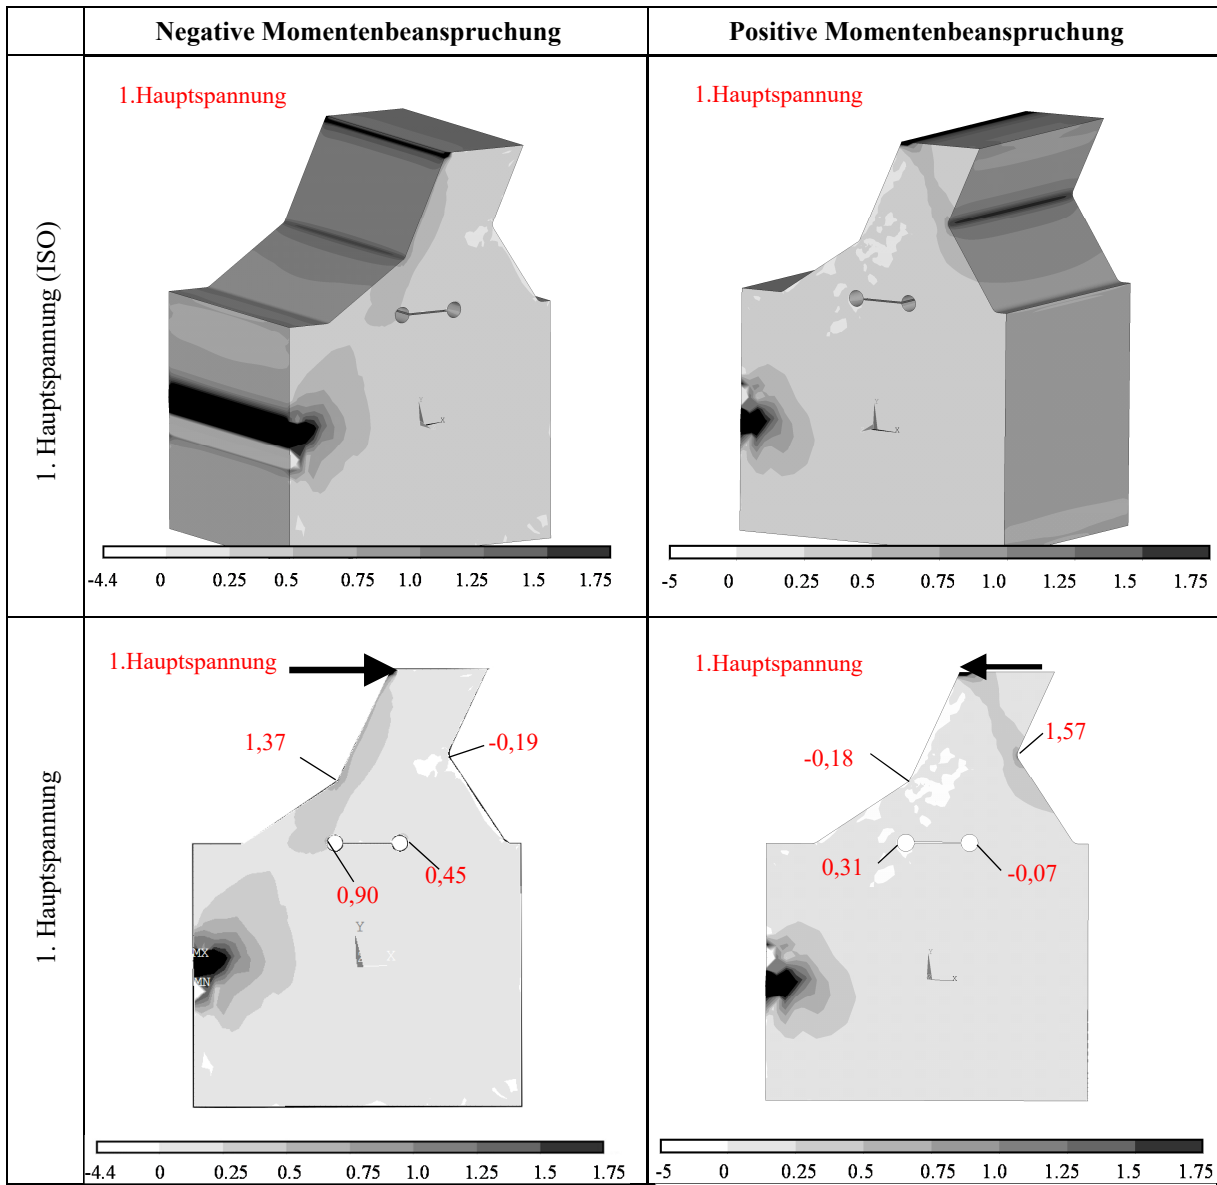 Negative Momentenbeanspruchung
Positive Momentenbeanspruchung
1. Hauptspannung (ISO)
1.Hauptspannung
Y
X
-4.4 0 0.25 0.5 0.75 1.0 1.25 1.5 1.75
1.Hauptspannung
Y
X
-5 0 0.25 0.5 0.75 1.0 1.25 1.5 1.75
1. Hauptspannung
1.Hauptspannung
1,37
-0,19
0,90
0,45
Y
X
MX
MN
-4.4 0 0.25 0.5 0.75 1.0 1.25 1.5 1.75
1.Hauptspannung
-0,18
1,57
0,31
-0,07
Y
X
-5 0 0.25 0.5 0.75 1.0 1.25 1.5 1.75